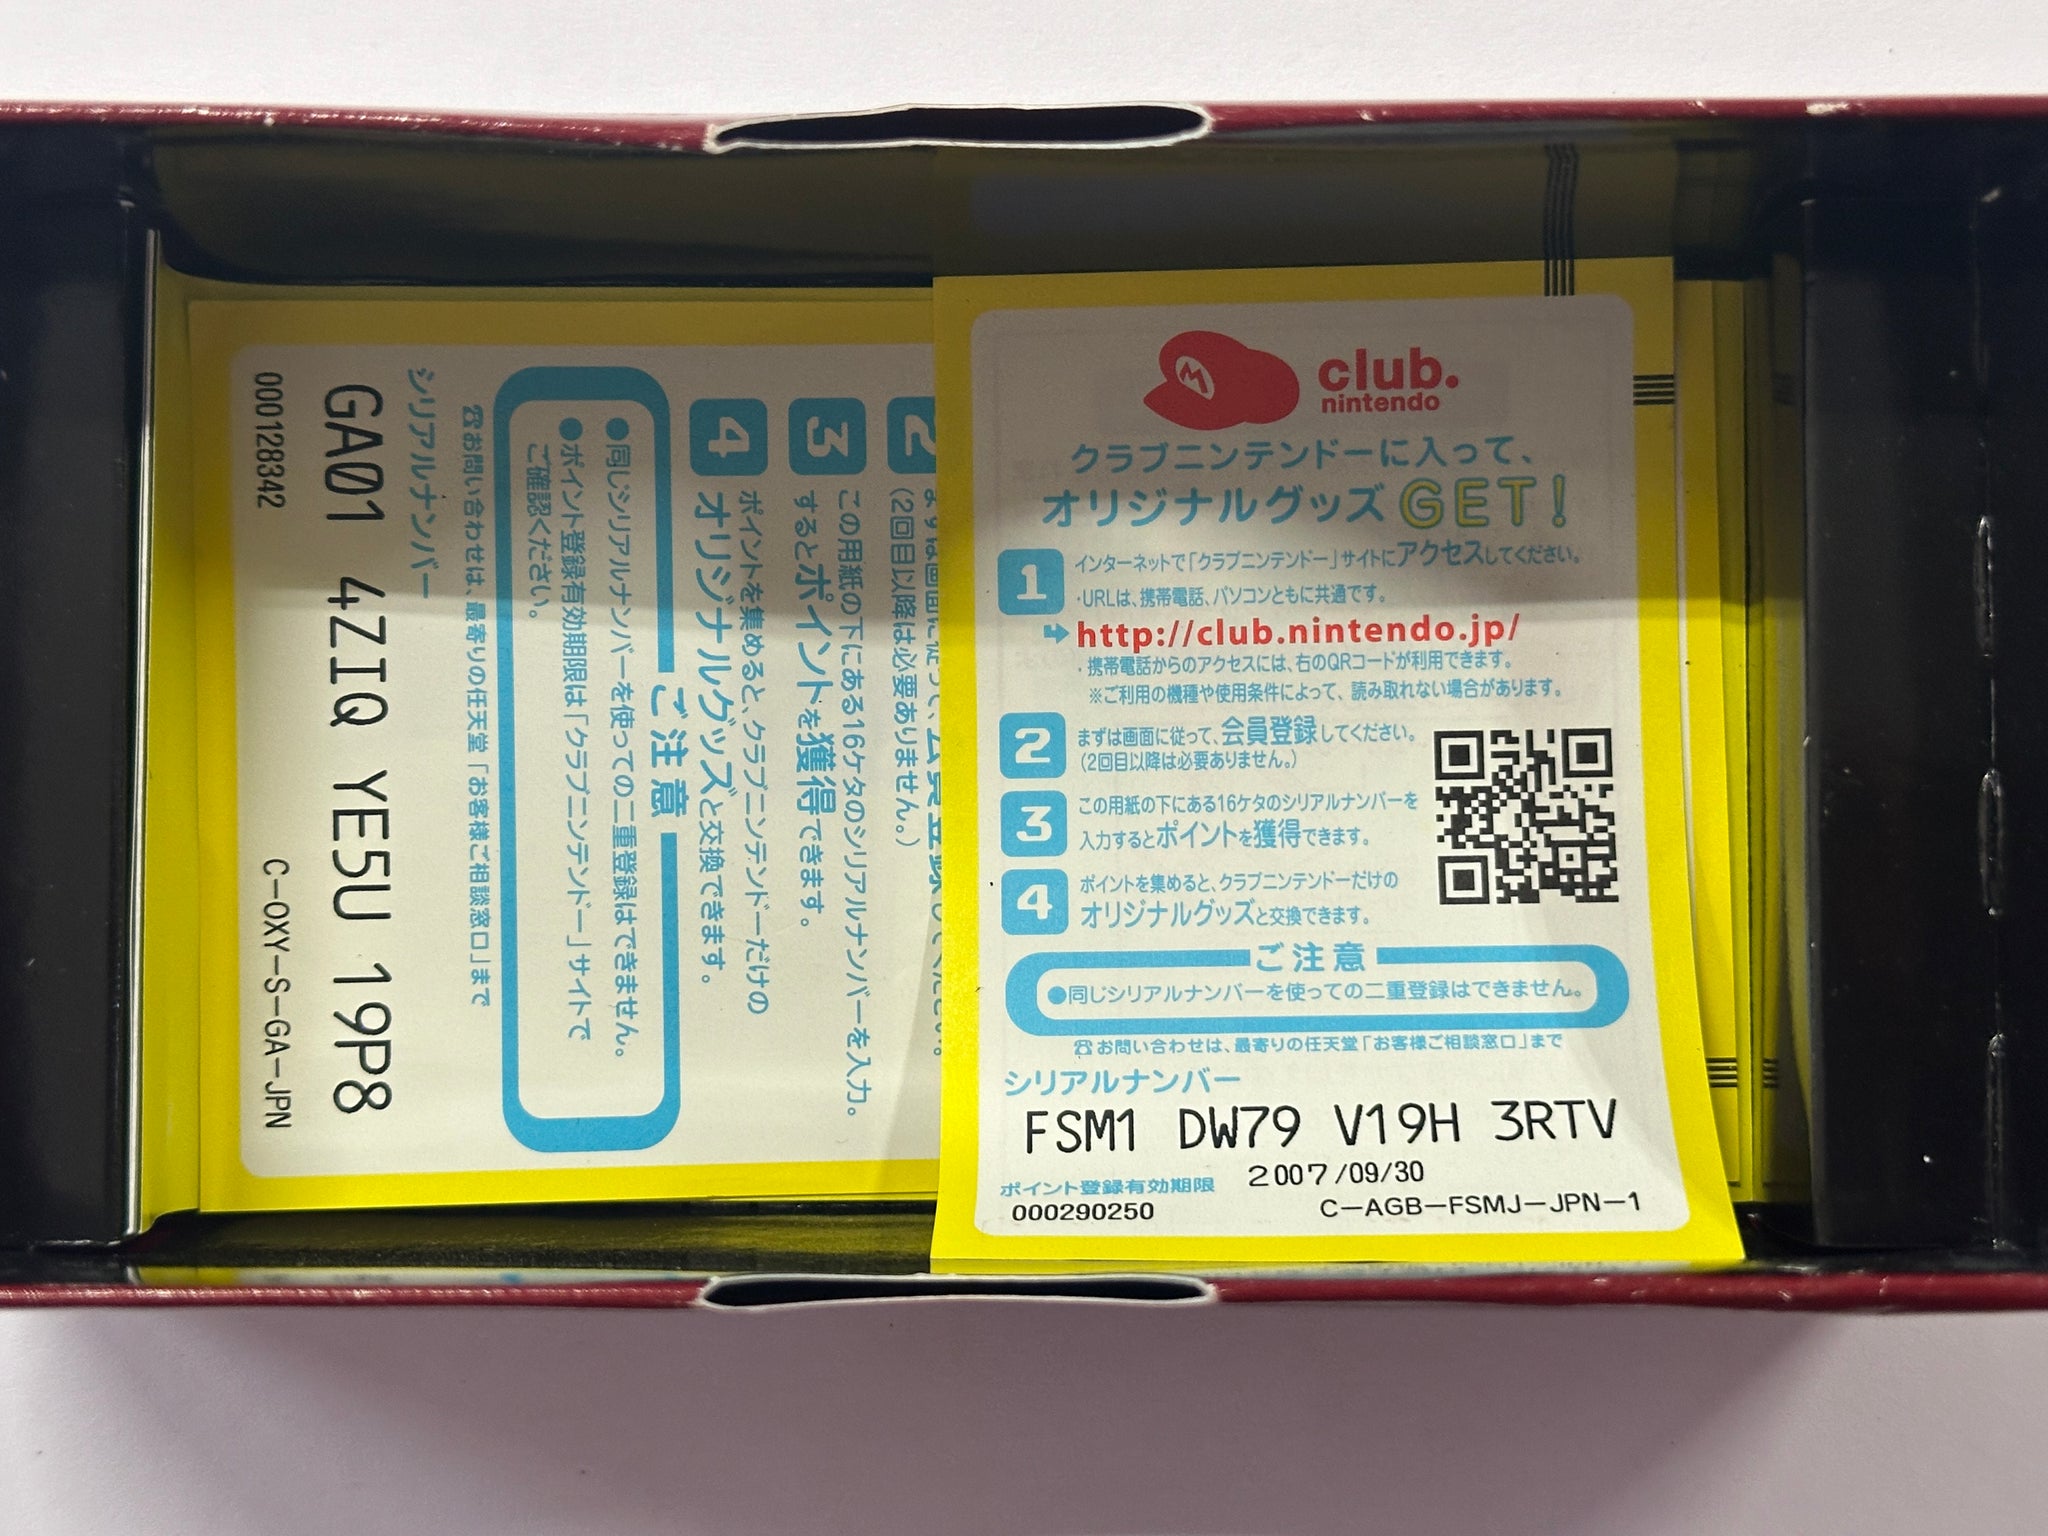 club.
nintendo
クラブニンテンドーに入って、
オリジナルグッズGET!
1
インターネットで「クラブニンテンドー」サイトにアクセスしてください。
・URLは、携帯電話、パソコンともに共通です。
http://club.nintendo.jp/
・携帯電話からのアクセスには、右のQRコードが利用できます。
※ご利用の機種や使用条件によって、読み取れない場合があります。
2
まずは画面に従って、会員登録してください。
(2回目以降は必要ありません。)
3
この用紙の下にある16ケタのシリアルナンバーを
入力するとポイントを獲得できます。
4
ポイントを集めると、クラブニンテンドーだけの
オリジナルグッズと交換できます。
ご注意
●同じシリアルナンバーを使っての二重登録はできません。
☎お問い合わせは、最寄りの任天堂「お客様ご相談窓口」まで
シリアルナンバー
FSM1 DW79 V19H 3RTV
ポイント登録有効期限 2007/09/30
000290250 C-AGB-FSMJ-JPN-1
2
(2回目以降は必要ありません。)
3
この用紙の下にある16ケタのシリアルナンバーを入力
するとポイントを獲得できます。
4
ポイントを集めると、クラブニンテンドーだけの
オリジナルグッズと交換できます。
ご注意
●同じシリアルナンバーを使っての二重登録はできません。
●ポイント登録有効期限は「クラブニンテンドー」サイトで
ご確認ください。
☎お問い合わせは、最寄りの任天堂「お客様ご相談窓口」まで
シリアルナンバー
GA01 4ZIQ YE5U 19P8
000128342 C-OXY-S-GA-JPN